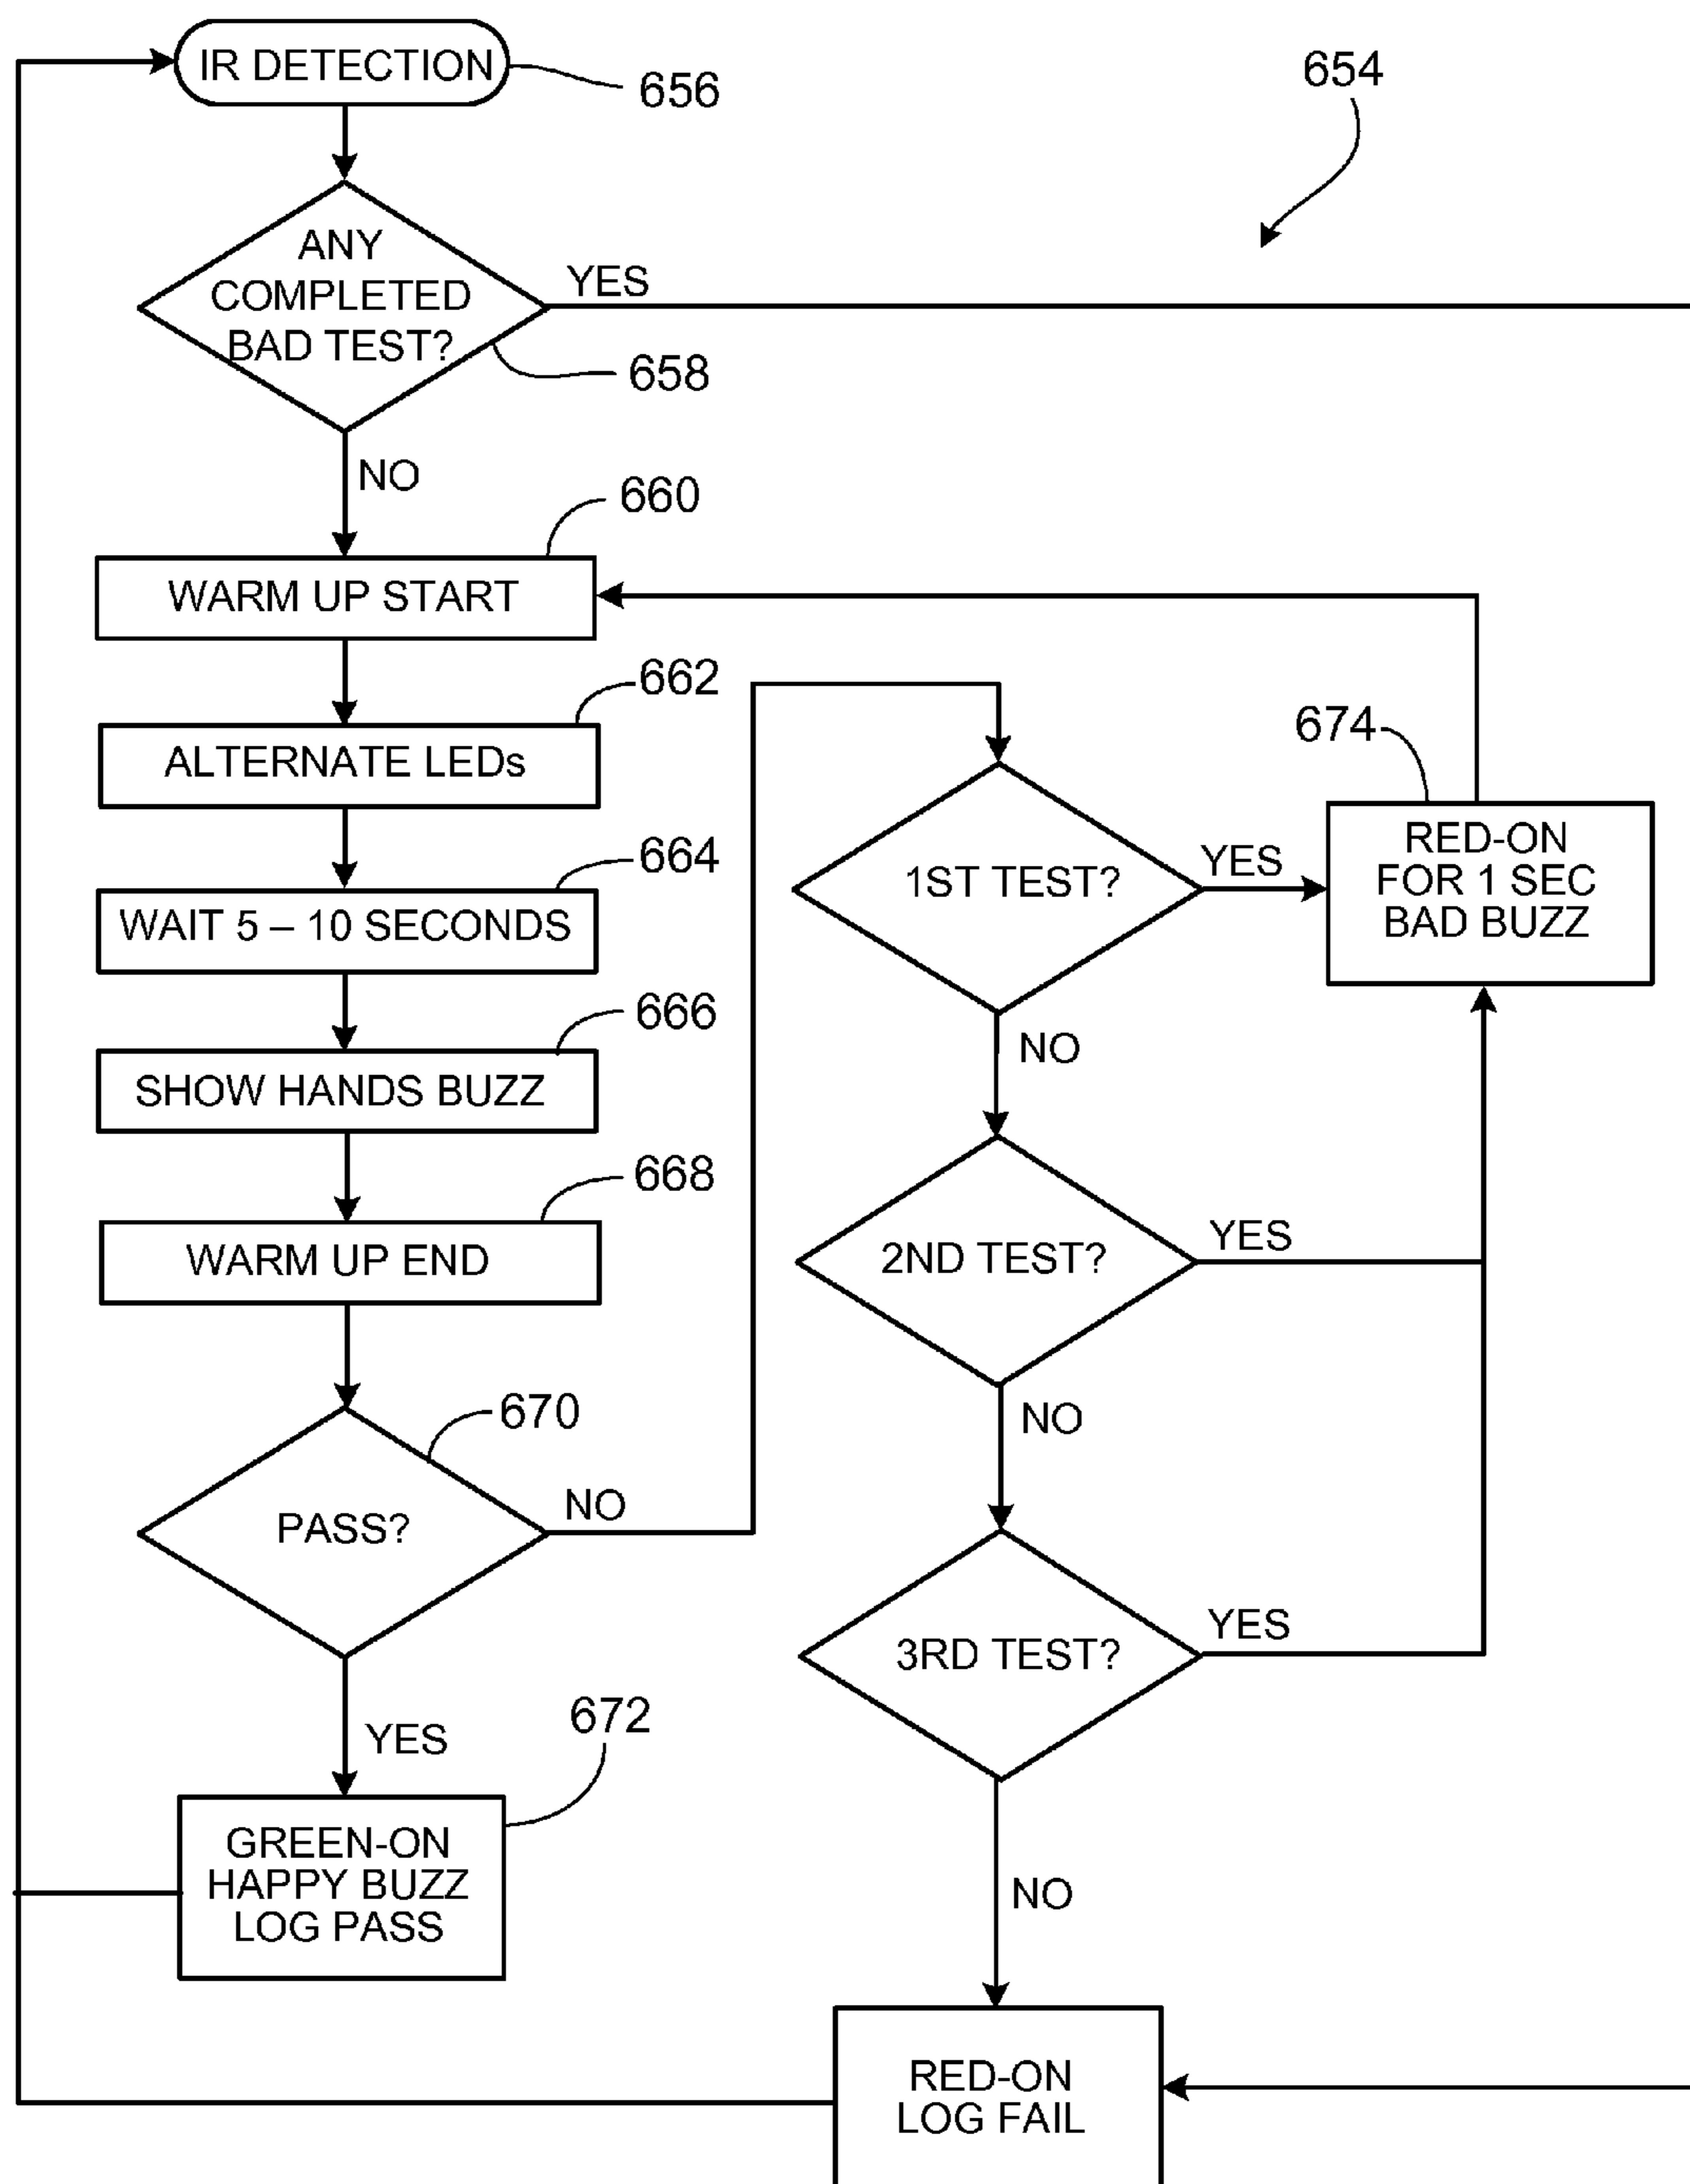 IR DETECTION
656
654
ANY
COMPLETED
BAD TEST?
YES
658
NO
660
WARM UP START
662
ALTERNATE LEDs
674
664
WAIT 5 – 10 SECONDS
1ST TEST?
YES
RED-ON
FOR 1 SEC
BAD BUZZ
666
SHOW HANDS BUZZ
NO
668
WARM UP END
2ND TEST?
YES
670
NO
PASS?
NO
3RD TEST?
YES
YES
672
GREEN-ON
HAPPY BUZZ
LOG PASS
NO
RED-ON
LOG FAIL